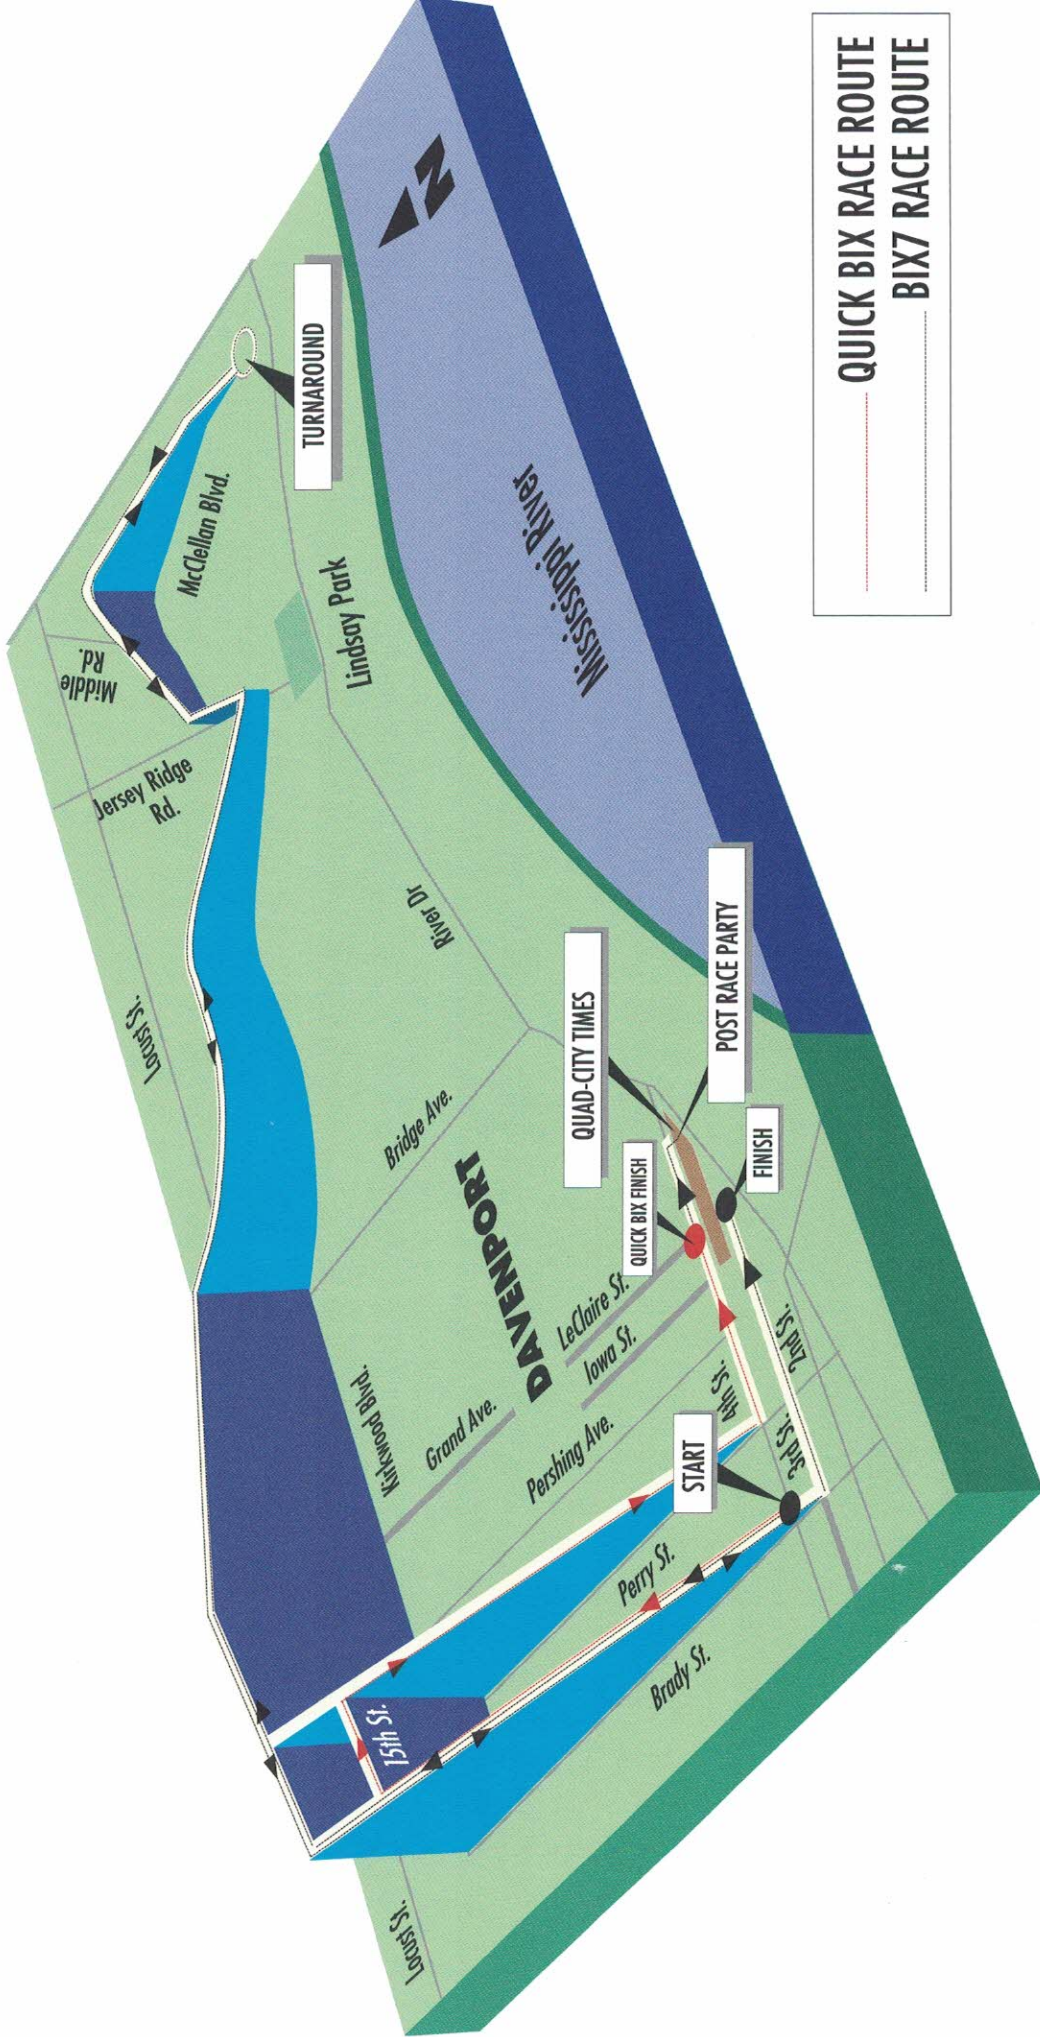 Locust St.
Brady St.
15th St.
Perry St.
START
3rd St.
2nd St.
4th St.
Pershing Ave.
Grand Ave.
Kirkwood Blvd.
Iowa St.
LeClaire St.
DAVENPORT
QUICK BIX FINISH
FINISH
QUAD-CITY TIMES
POST RACE PARTY
Bridge Ave.
River Dr
Locust St.
Jersey Ridge
Rd.
Middle
Rd.
McClellan Blvd.
Lindsay Park
TURNAROUND
Mississippi River
N
QUICK BIX RACE ROUTE
BIX7 RACE ROUTE